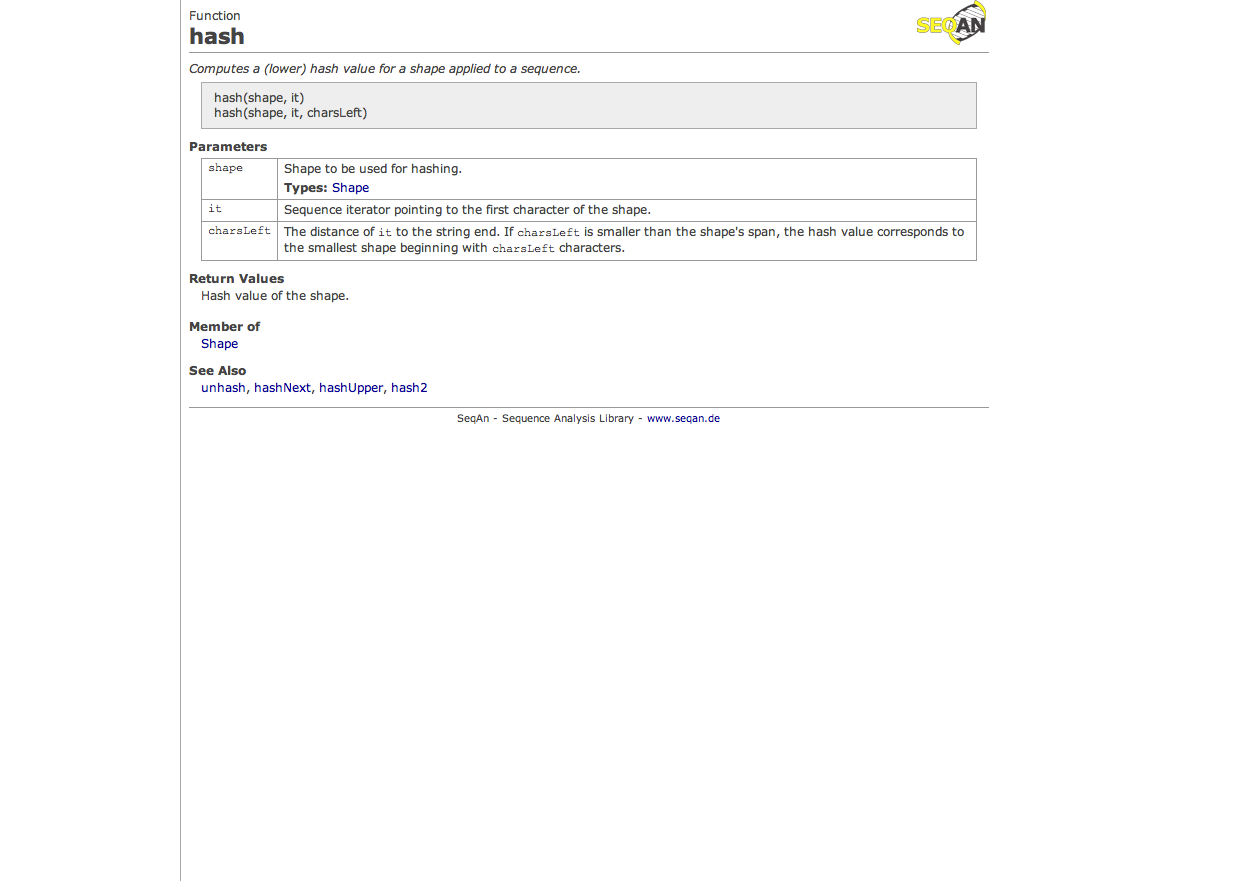 Function
SEQAN
hash
Computes a (lower) hash value for a shape applied to a sequence.
hash(shape, it)
hash(shape, it, charsLeft)
Parameters
shape Shape to be used for hashing.
Types: Shape
it Sequence iterator pointing to the first character of the shape.
charsLeft The distance of it to the string end. If charsLeft is smaller than the shape's span, the hash value corresponds to
the smallest shape beginning with charsLeft characters.
Return Values
Hash value of the shape.
Member of
Shape
See Also
unhash, hashNext, hashUpper, hash2
SeqAn - Sequence Analysis Library - www.seqan.de